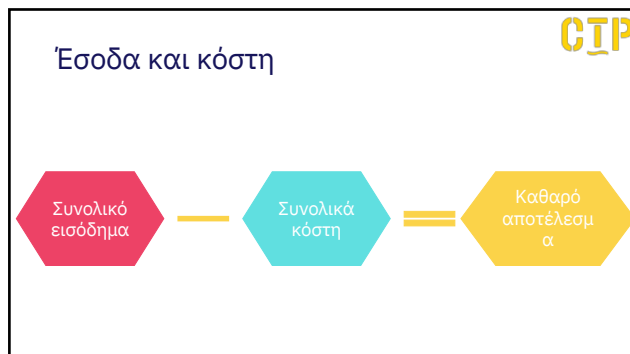 CTP
Έσοδα και κόστη
Συνολικό
εισόδημα
Συνολικά
κόστη
Καθαρό
αποτέλεσμ
α